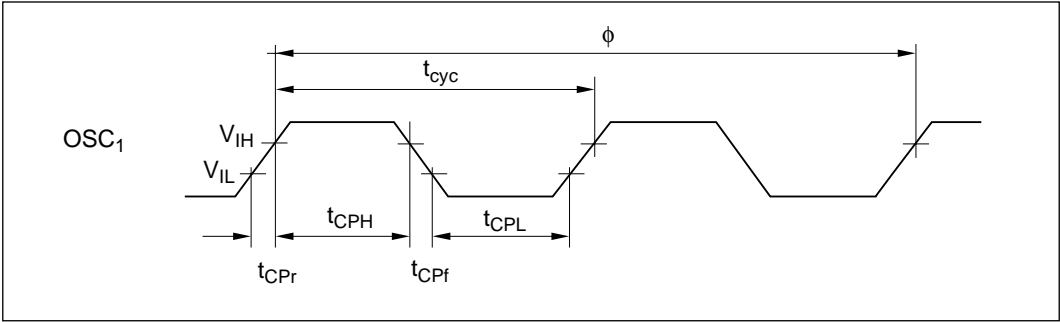 ϕ
tcyc
OSC1
VIH
VIL
tCPH
tCPL
tCPr
tCPf